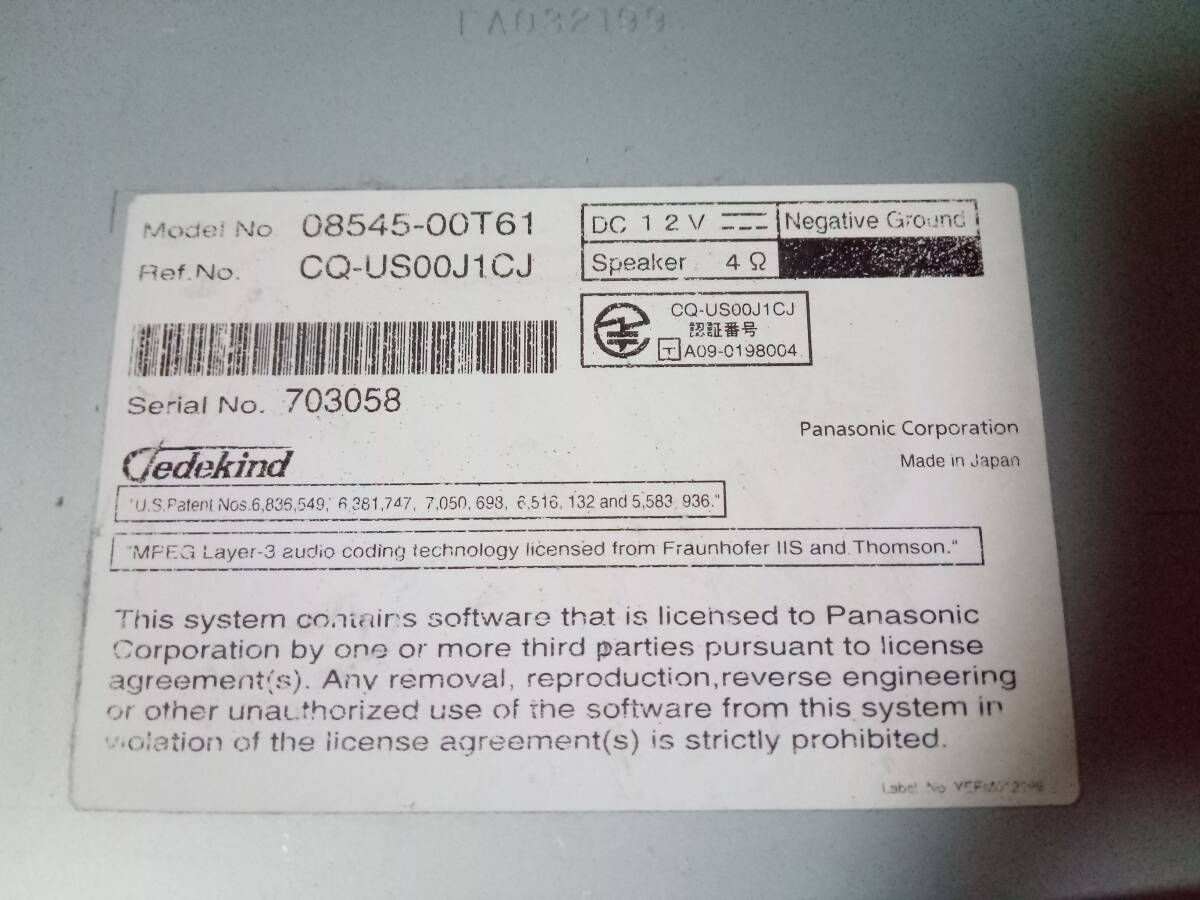 Model No 08545-00T61
Ref.No. CQ-US00J1CJ
DC 12V Negative Ground
Speaker 4Ω
CQ-US00J1CJ
認証番号
T A09-0198004
Serial No. 703058
Panasonic Corporation
Made in Japan
Gedekind
"U.S.Patent Nos.6,836,549, 6,381,747, 7,050,698, 6,516,132 and 5,583,936."
"MPEG Layer-3 audio coding technology licensed from Fraunhofer IIS and Thomson."
This system contains software that is licensed to Panasonic
Corporation by one or more third parties pursuant to license
agreement(s). Any removal, reproduction,reverse engineering
or other unauthorized use of the software from this system in
violation of the license agreement(s) is strictly prohibited.
Label No